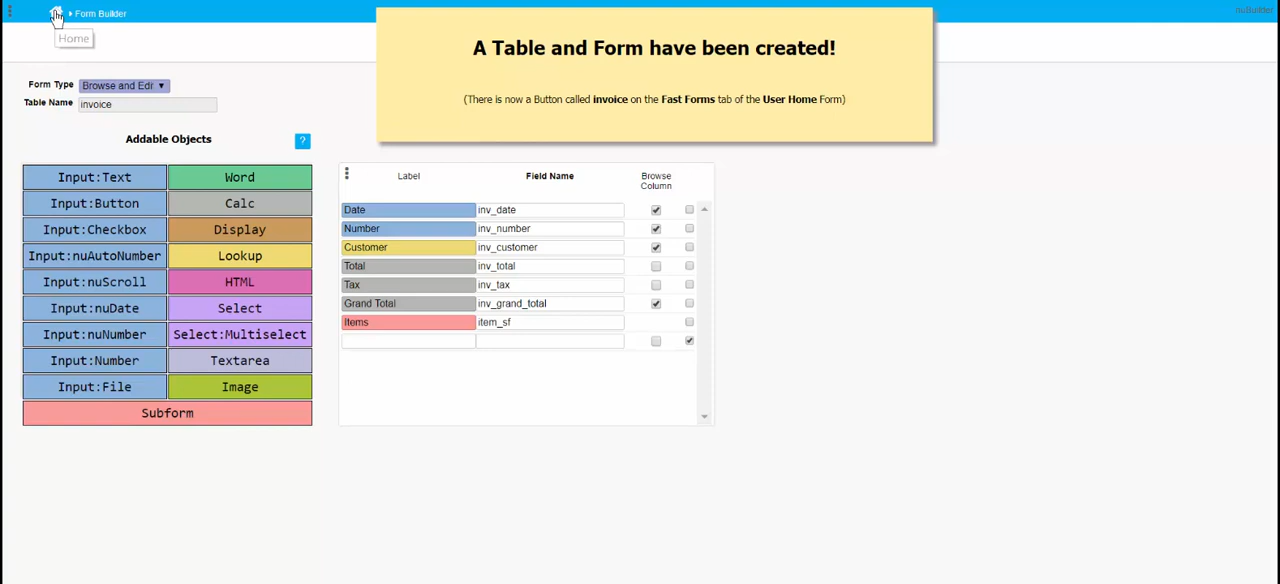 Form Builder
nuBuilder
Home
A Table and Form have been created!
(There is now a Button called invoice on the Fast Forms tab of the User Home Form)
Form Type Browse and Edi
Table Name invoice
Addable Objects ?
Input:Text Word
Input:Button Calc
Input:Checkbox Display
Input:nuAutoNumber Lookup
Input:nuScroll HTML
Input:nuDate Select
Input:nuNumber Select:Multiselect
Input:Number Textarea
Input:File Image
Subform
Label Field Name Browse
Column
Date inv_date
Number inv_number
Customer inv_customer
Total inv_total
Tax inv_tax
Grand Total inv_grand_total
Items item_sf